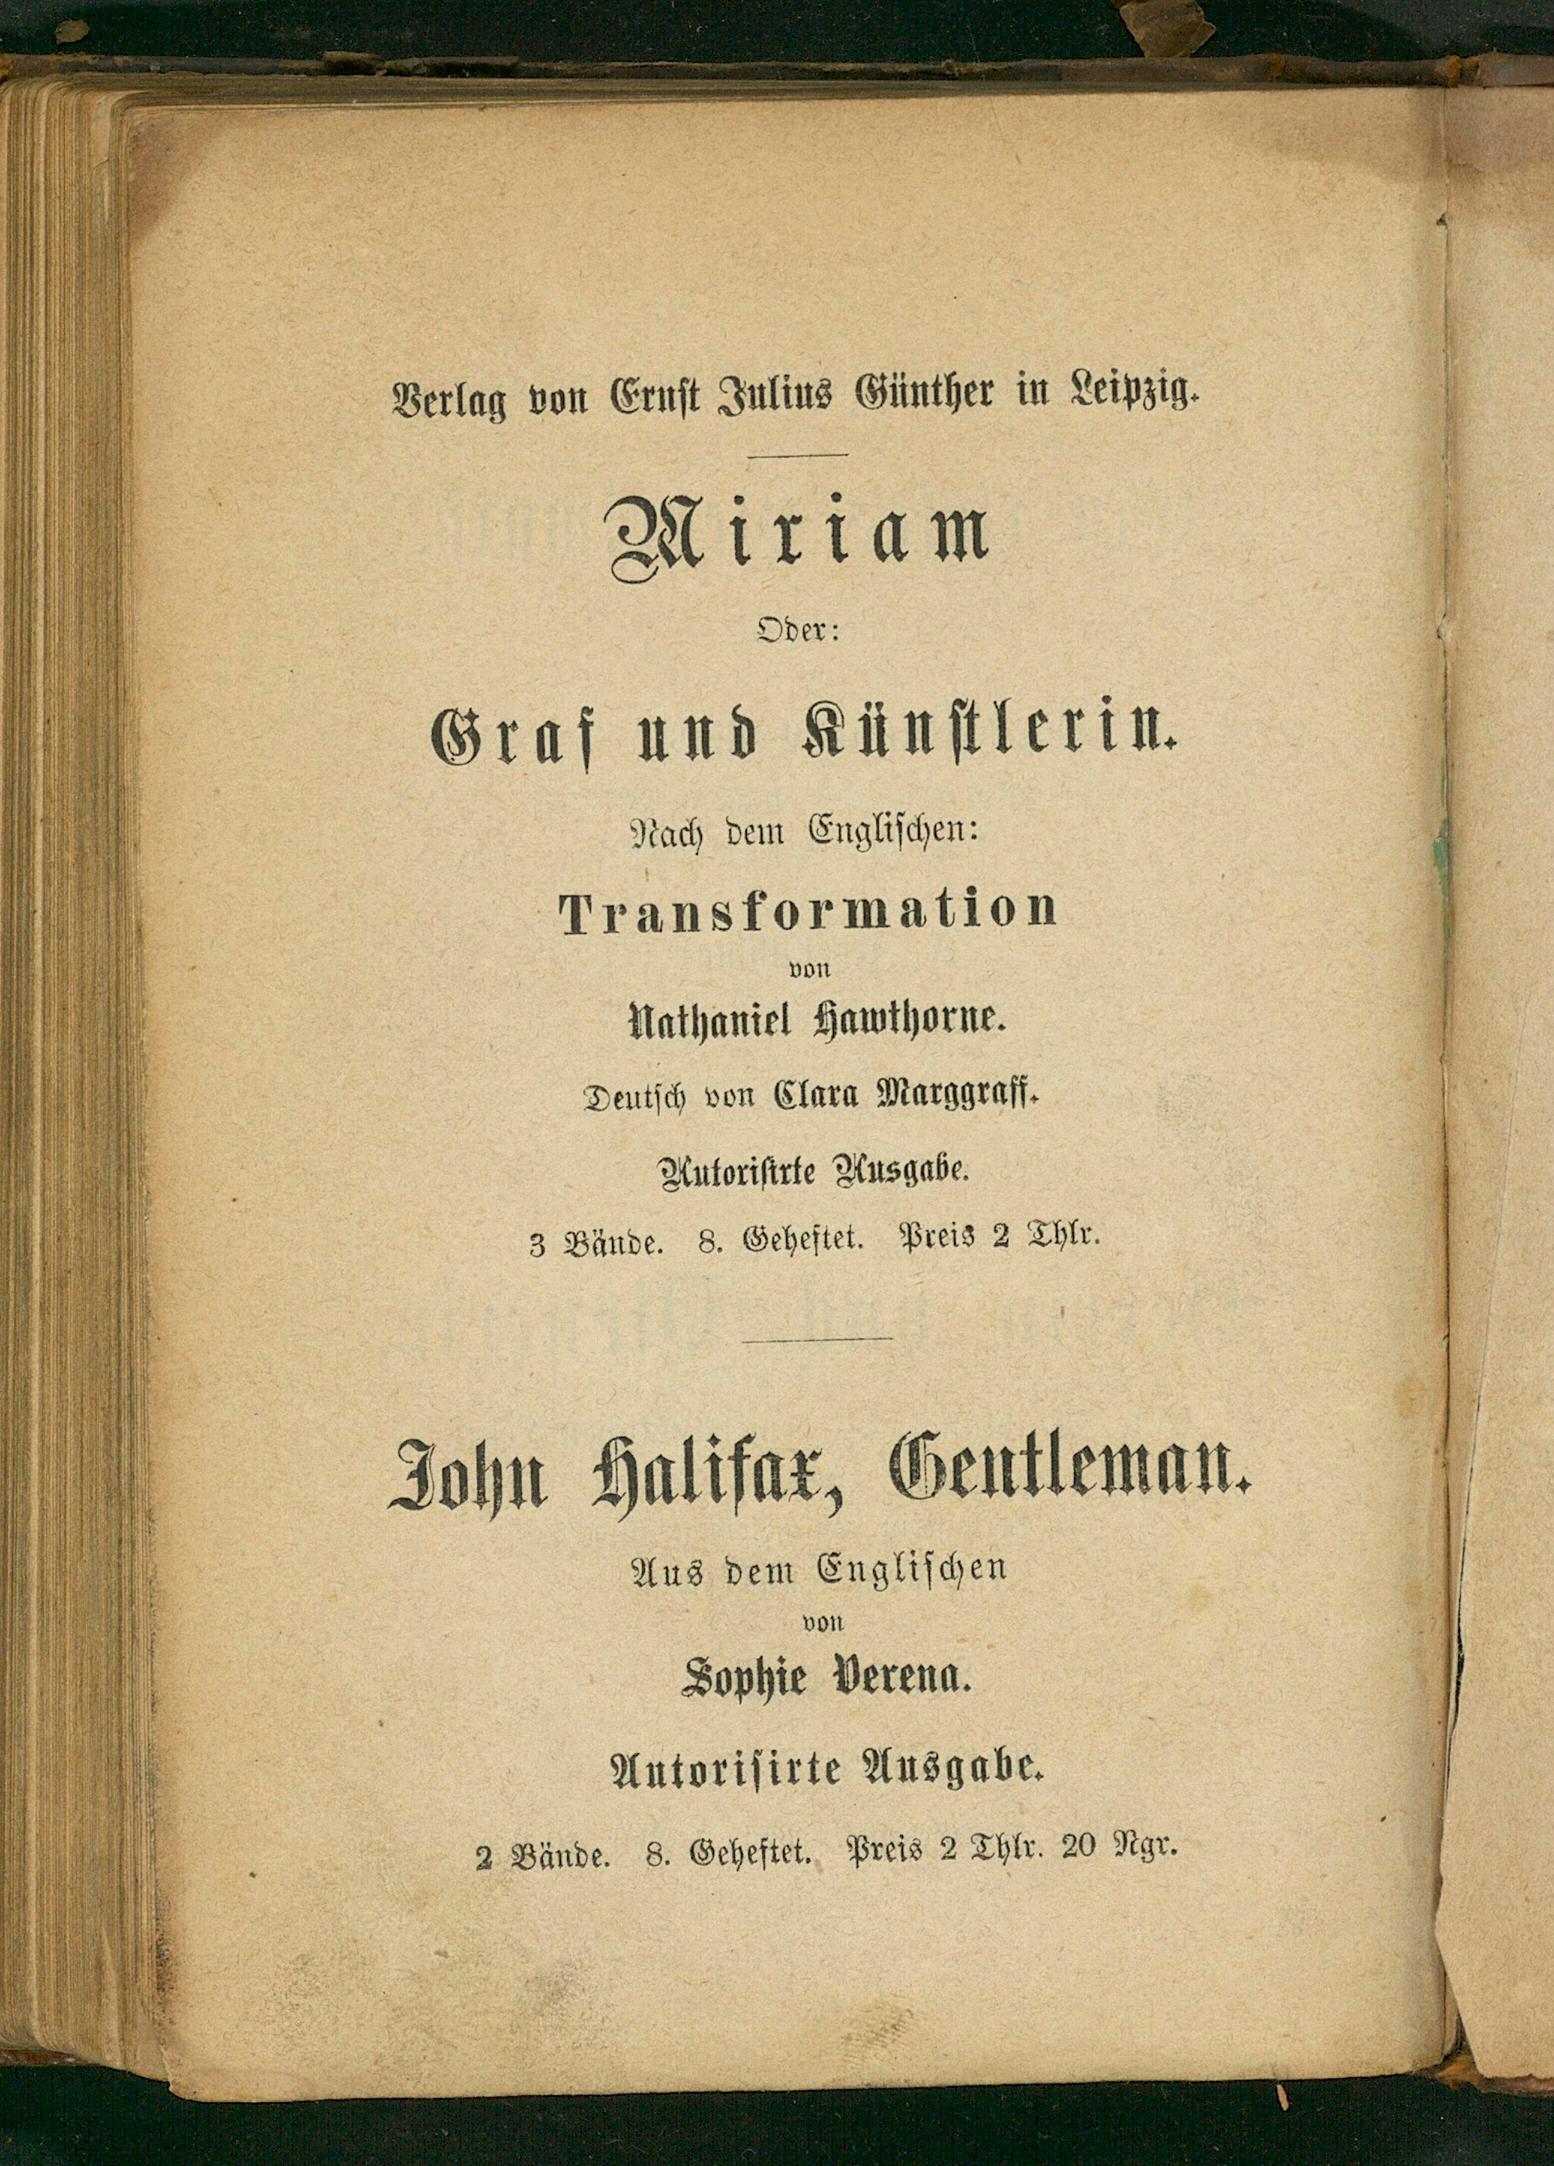 Verlag von Ernst Julius Günther in Leipzig.
Miriam
Oder:
Graf und Künstlerin.
Nach dem Englischen:
Transformation
von
Nathaniel Hawthorne.
Deutsch von Clara Marggraff.
Autorisirte Ausgabe.
3 Bände. 8. Geheftet. Preis 2 Thlr.
John Halifax, Gentleman.
Aus dem Englischen
von
Sophie Verena.
Autorisirte Ausgabe.
2 Bände. 8. Geheftet. Preis 2 Thlr. 20 Ngr.